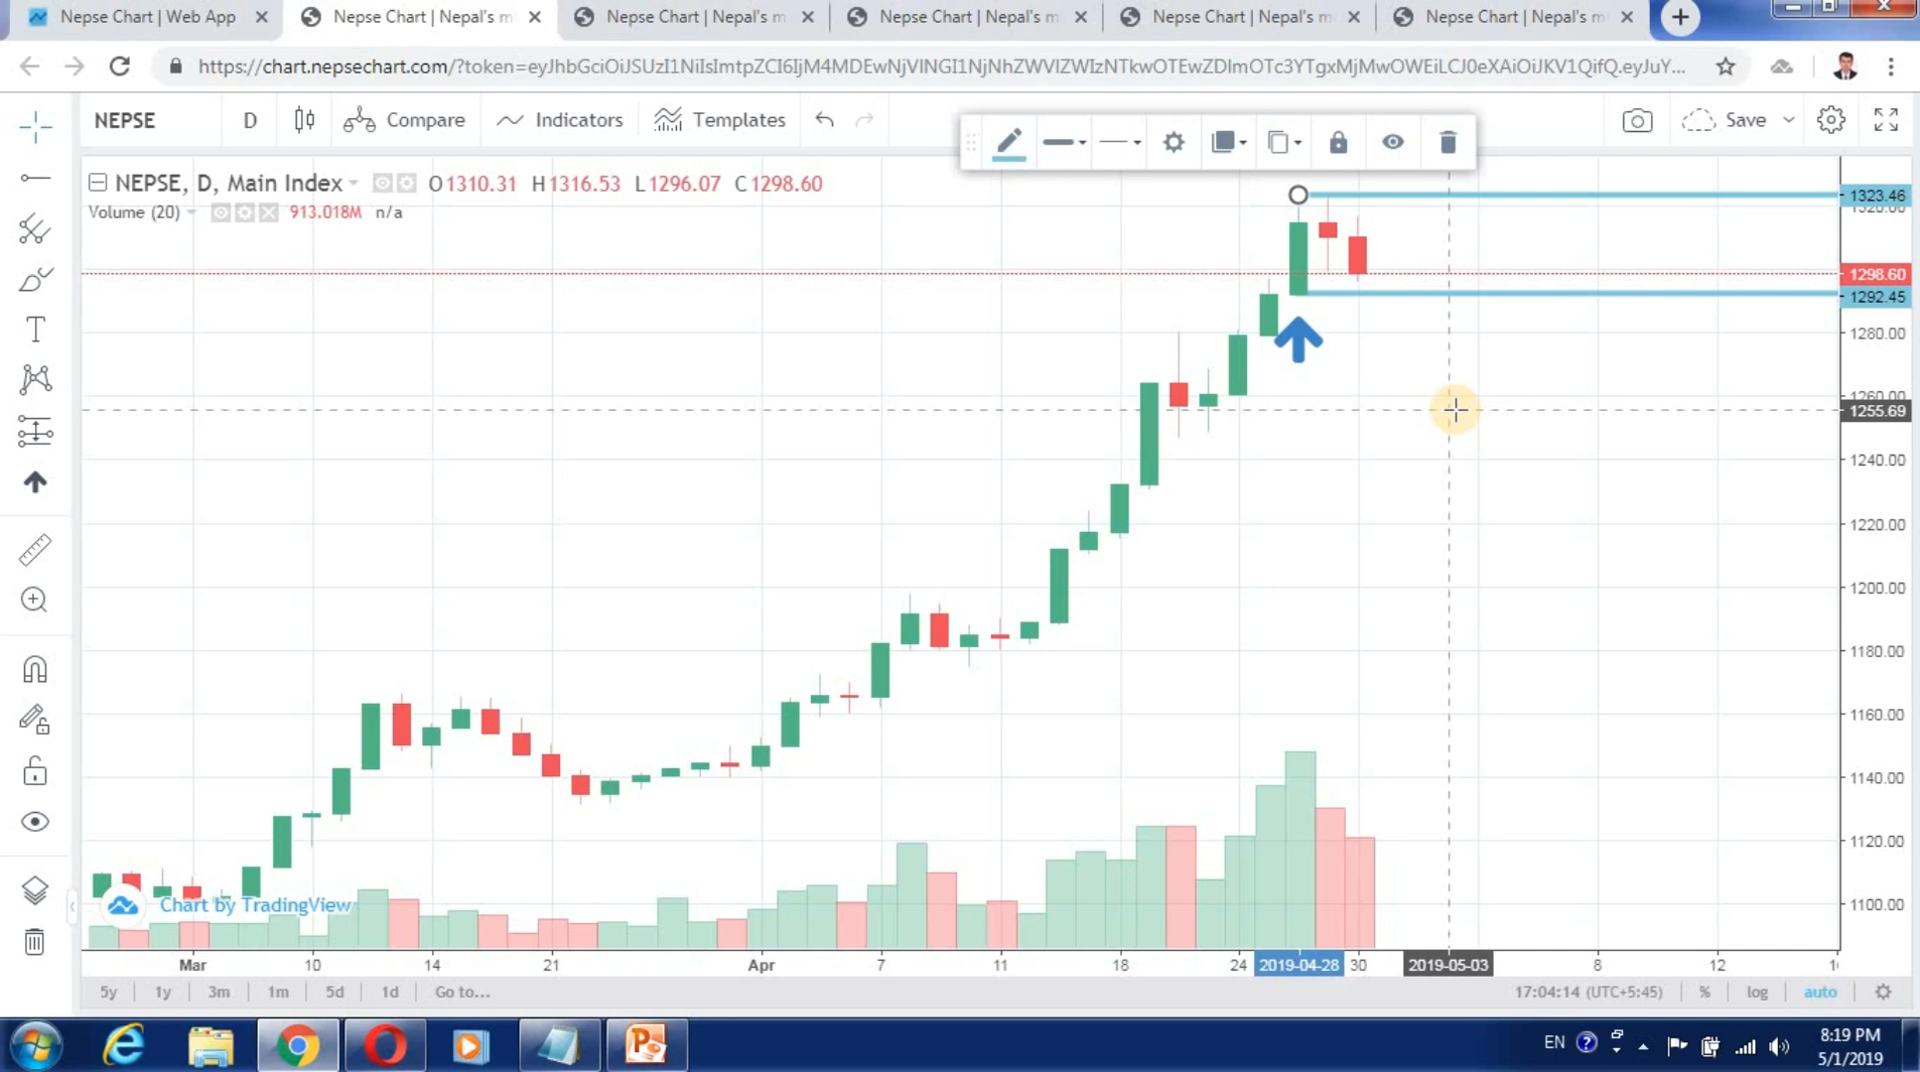 Nepse Chart | Web App
Nepse Chart | Nepal's m
Nepse Chart | Nepal's m
Nepse Chart | Nepal's m
Nepse Chart | Nepal's m
Nepse Chart | Nepal's m
NEPSE D Compare Indicators Templates Save
NEPSE, D, Main Index O1310.31 H1316.53 L1296.07 C1298.60
Volume (20) 913.018M n/a
1323.46
1298.60
1292.45
1280.00
1260.00
1255.69
1240.00
1220.00
1200.00
1180.00
1160.00
1140.00
1120.00
1100.00
Chart by TradingView
Mar 10 14 21 Apr 7 11 18 24 2019-04-28 30 2019-05-03 8 12
5y 1y 3m 1m 5d 1d Go to... 17:04:14 (UTC+5:45) % log auto
EN 8:19 PM
5/1/2019